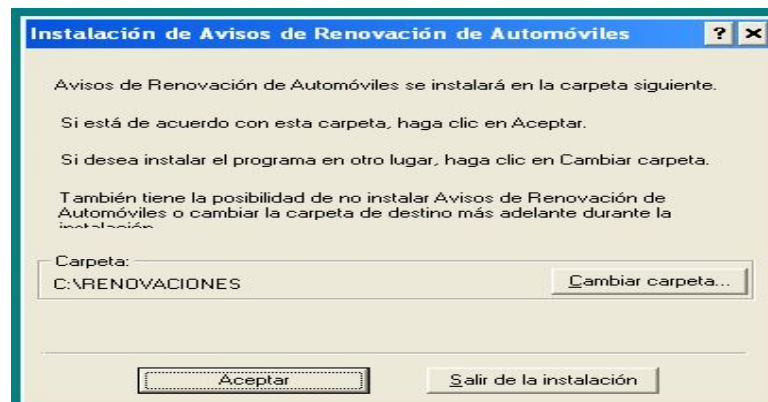 Instalación de Avisos de Renovación de Automóviles
Avisos de Renovación de Automóviles se instalará en la carpeta siguiente.
Si está de acuerdo con esta carpeta, haga clic en Aceptar.
Si desea instalar el programa en otro lugar, haga clic en Cambiar carpeta.
También tiene la posibilidad de no instalar Avisos de Renovación de
Automóviles o cambiar la carpeta de destino más adelante durante la
instalación
Carpeta:
C:\RENOVACIONES
Cambiar carpeta...
Aceptar
Salir de la instalación